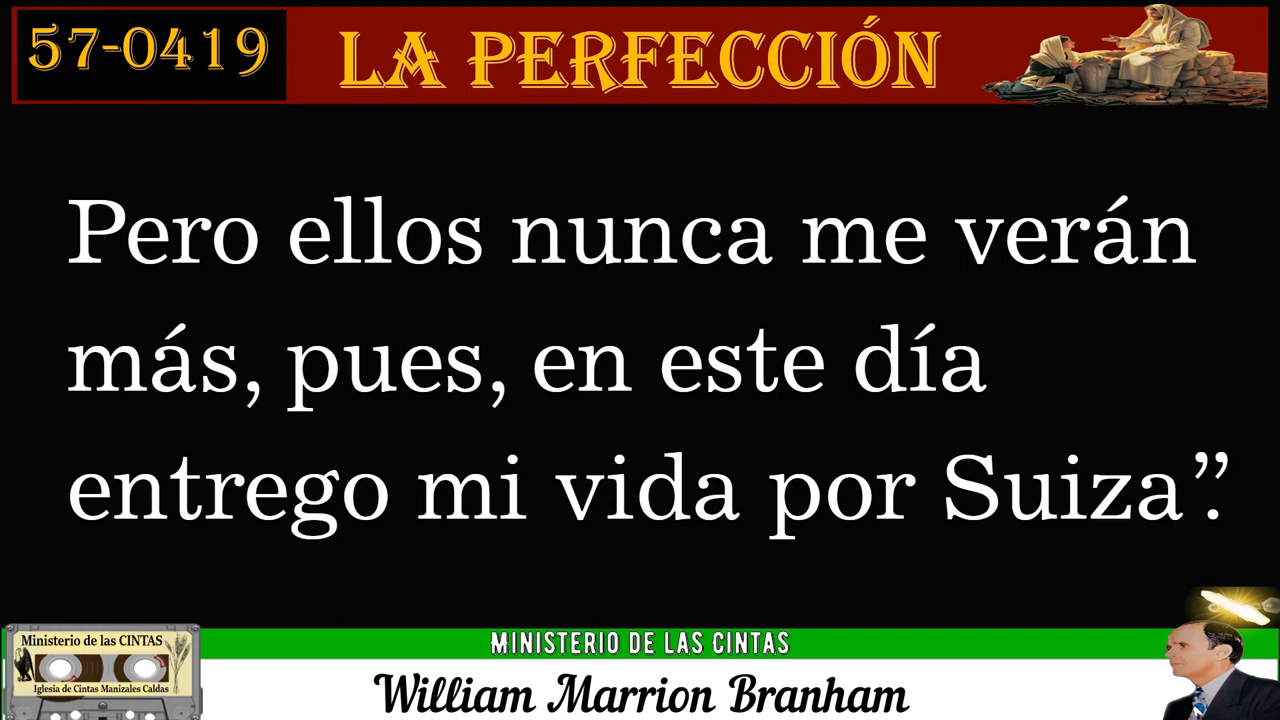 57-0419
LA PERFECCIÓN
Pero ellos nunca me verán
más, pues, en este día
entrego mi vida por Suiza”.
Ministerio de las CINTAS
Iglesia de Cintas Manizales Caldas
MINISTERIO DE LAS CINTAS
William Marrion Branham